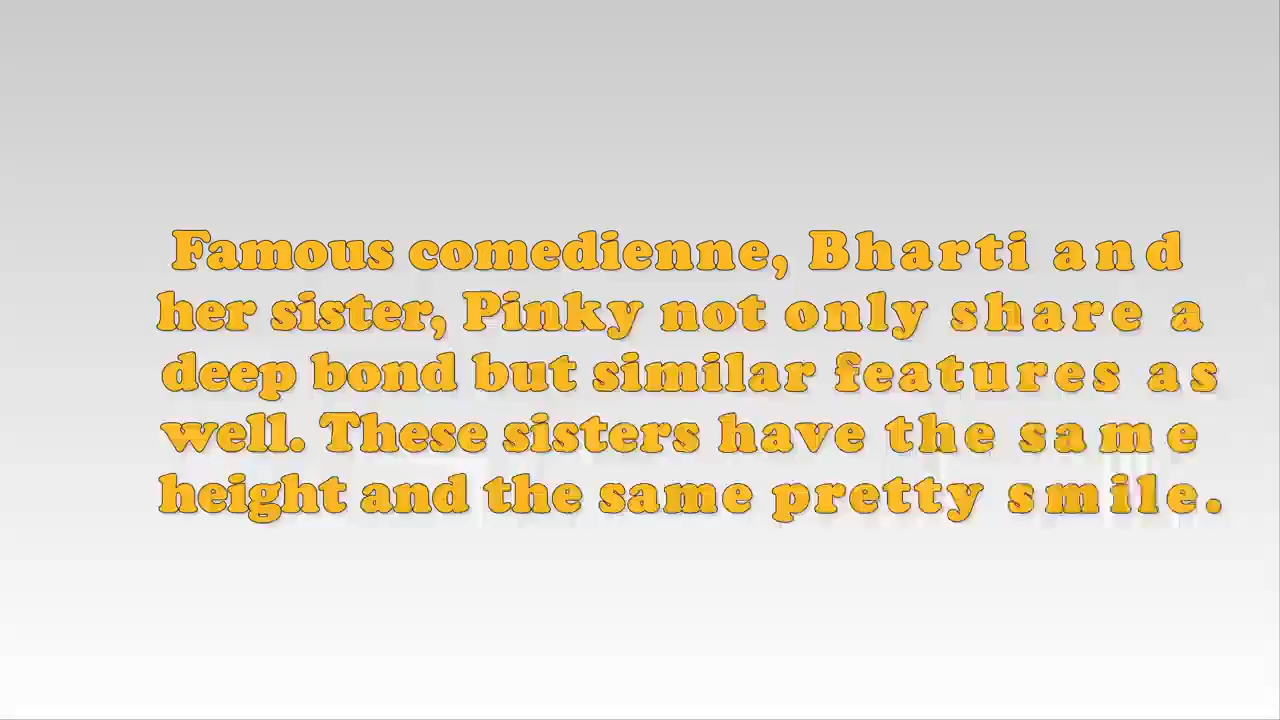 Famous comedienne, Bharti and
her sister, Pinky not only share a
deep bond but similar features as
well. These sisters have the same
height and the same pretty smile.